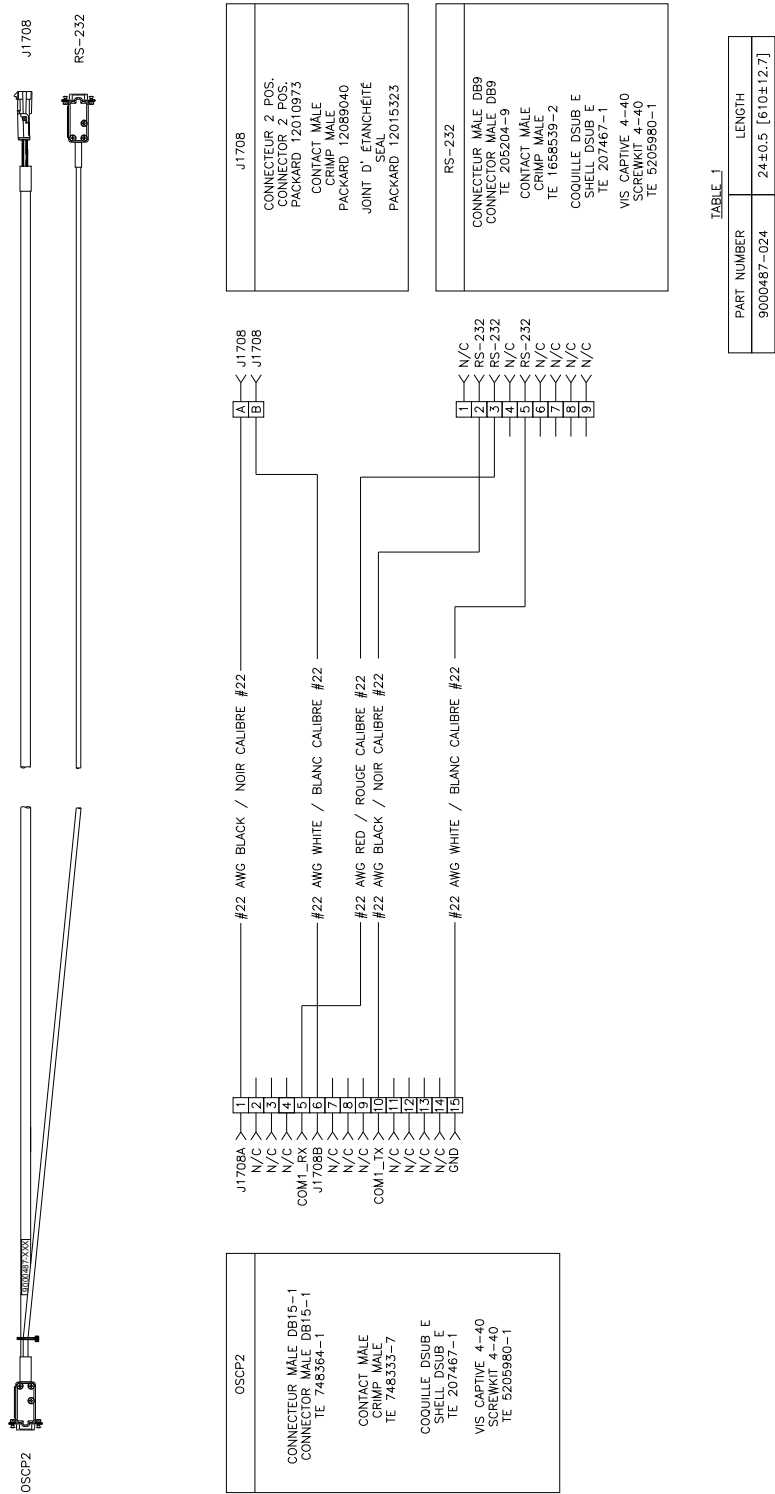 OSCP2
9000487-XXX
J1708
RS-232
OSCP2
CONNECTEUR MÂLE DB15-1
CONNECTOR MALE DB15-1
TE 748364-1
CONTACT MÂLE
CRIMP MALE
TE 748333-7
COQUILLE DSUB E
SHELL DSUB E
TE 207467-1
VIS CAPTIVE 4-40
SCREWKIT 4-40
TE 5205980-1
J1708A 1
N/C 2
N/C 3
N/C 4
COM1_RX 5
J1708B 6
N/C 7
N/C 8
N/C 9
COM1_TX 10
N/C 11
N/C 12
N/C 13
N/C 14
GND 15
#22 AWG BLACK / NOIR CALIBRE #22
#22 AWG WHITE / BLANC CALIBRE #22
#22 AWG RED / ROUGE CALIBRE #22
#22 AWG BLACK / NOIR CALIBRE #22
#22 AWG WHITE / BLANC CALIBRE #22
A J1708
B J1708
1 N/C
2 RS-232
3 RS-232
4 N/C
5 RS-232
6 N/C
7 N/C
8 N/C
9 N/C
J1708
CONNECTEUR 2 POS.
CONNECTOR 2 POS.
PACKARD 12010973
CONTACT MÂLE
CRIMP MALE
PACKARD 12089040
JOINT D' ÉTANCHÉITÉ
SEAL
PACKARD 12015323
RS-232
CONNECTEUR MÂLE DB9
CONNECTOR MALE DB9
TE 205204-9
CONTACT MÂLE
CRIMP MALE
TE 1658539-2
COQUILLE DSUB E
SHELL DSUB E
TE 207467-1
VIS CAPTIVE 4-40
SCREWKIT 4-40
TE 5205980-1
TABLE 1
PART NUMBER LENGTH
9000487-024 24±0.5 [610±12.7]